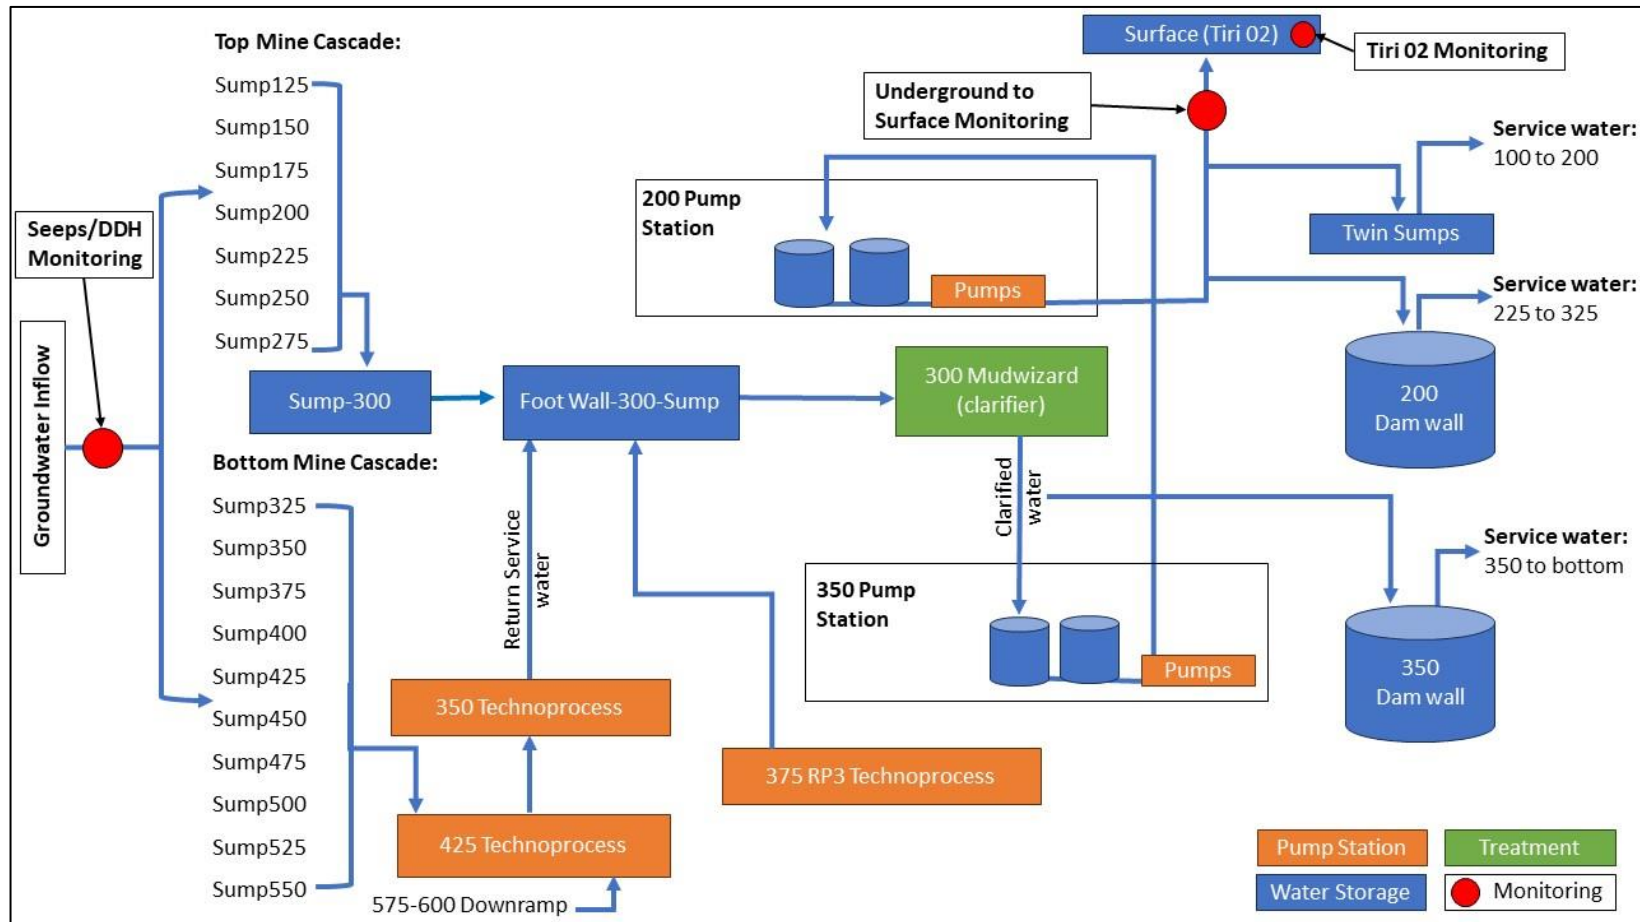 Top Mine Cascade:
Sump125
Sump150
Sump175
Sump200
Sump225
Sump250
Sump275
Seeps/DDH
Monitoring
Groundwater Inflow
Sump-300
Foot Wall-300-Sump
300 Mudwizard
(clarifier)
Bottom Mine Cascade:
Sump325
Sump350
Sump375
Sump400
Sump425
Sump450
Sump475
Sump500
Sump525
Sump550
Return Service
water
350 Technoprocess
425 Technoprocess
575-600 Downramp
375 RP3 Technoprocess
Clarified
water
350 Pump
Station
Pumps
200 Pump
Station
Pumps
Underground to
Surface Monitoring
Surface (Tiri 02)
Tiri 02 Monitoring
Service water:
100 to 200
Twin Sumps
Service water:
225 to 325
200
Dam wall
Service water:
350 to bottom
350
Dam wall
Pump Station
Treatment
Water Storage
Monitoring